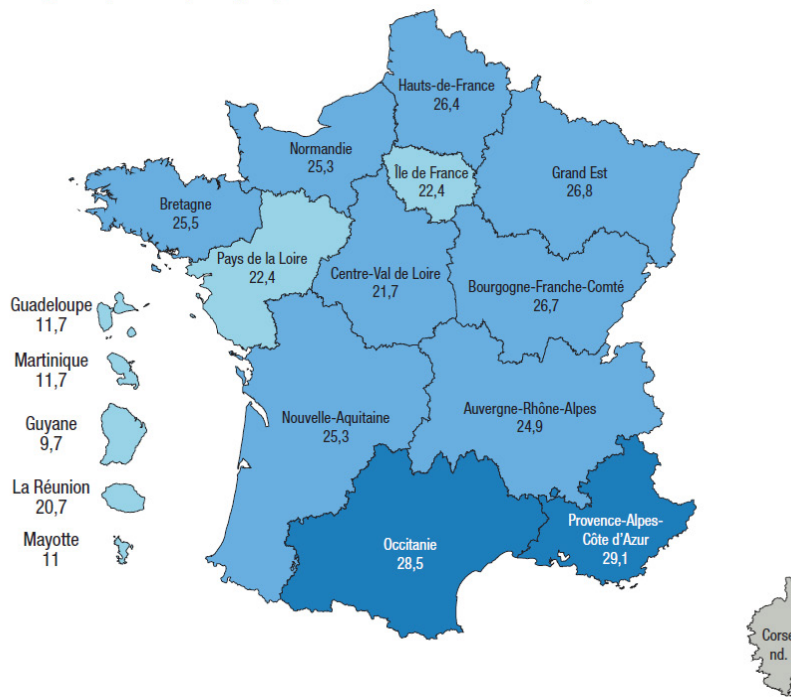 Hauts-de-France
26,4
Normandie
25,3
Île de France
22,4
Grand Est
26,8
Bretagne
25,5
Pays de la Loire
22,4
Centre-Val de Loire
21,7
Bourgogne-Franche-Comté
26,7
Guadeloupe
11,7
Martinique
11,7
Guyane
9,7
La Réunion
20,7
Mayotte
11
Nouvelle-Aquitaine
25,3
Auvergne-Rhône-Alpes
24,9
Occitanie
28,5
Provence-Alpes-
Côte d'Azur
29,1
Corse
nd.